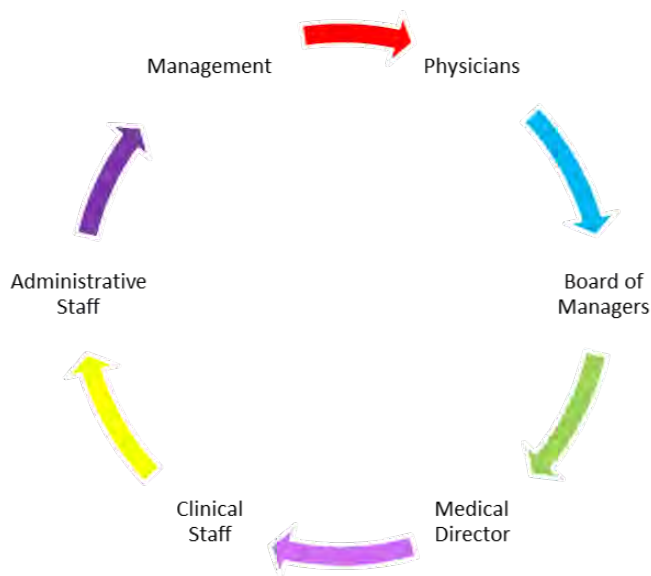 Management
Physicians
Board of
Managers
Medical
Director
Clinical
Staff
Administrative
Staff